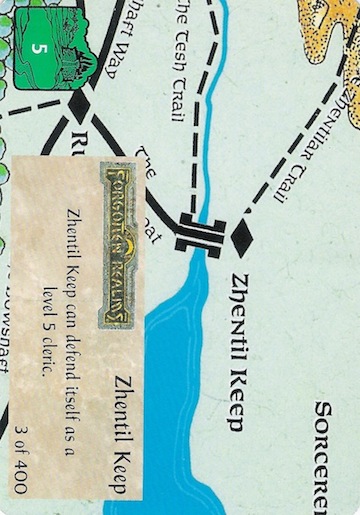 5
The Tesh Trail
Zhentilar Trail
Zhentil Keep
FORGOTTEN REALMS
Zhentil Keep
Zhentil Keep can defend itself as a
level 5 cleric.
3 of 400